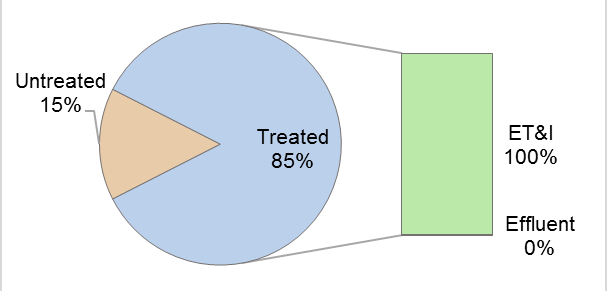 Untreated
15%
Treated
85%
ET&I
100%
Effluent
0%